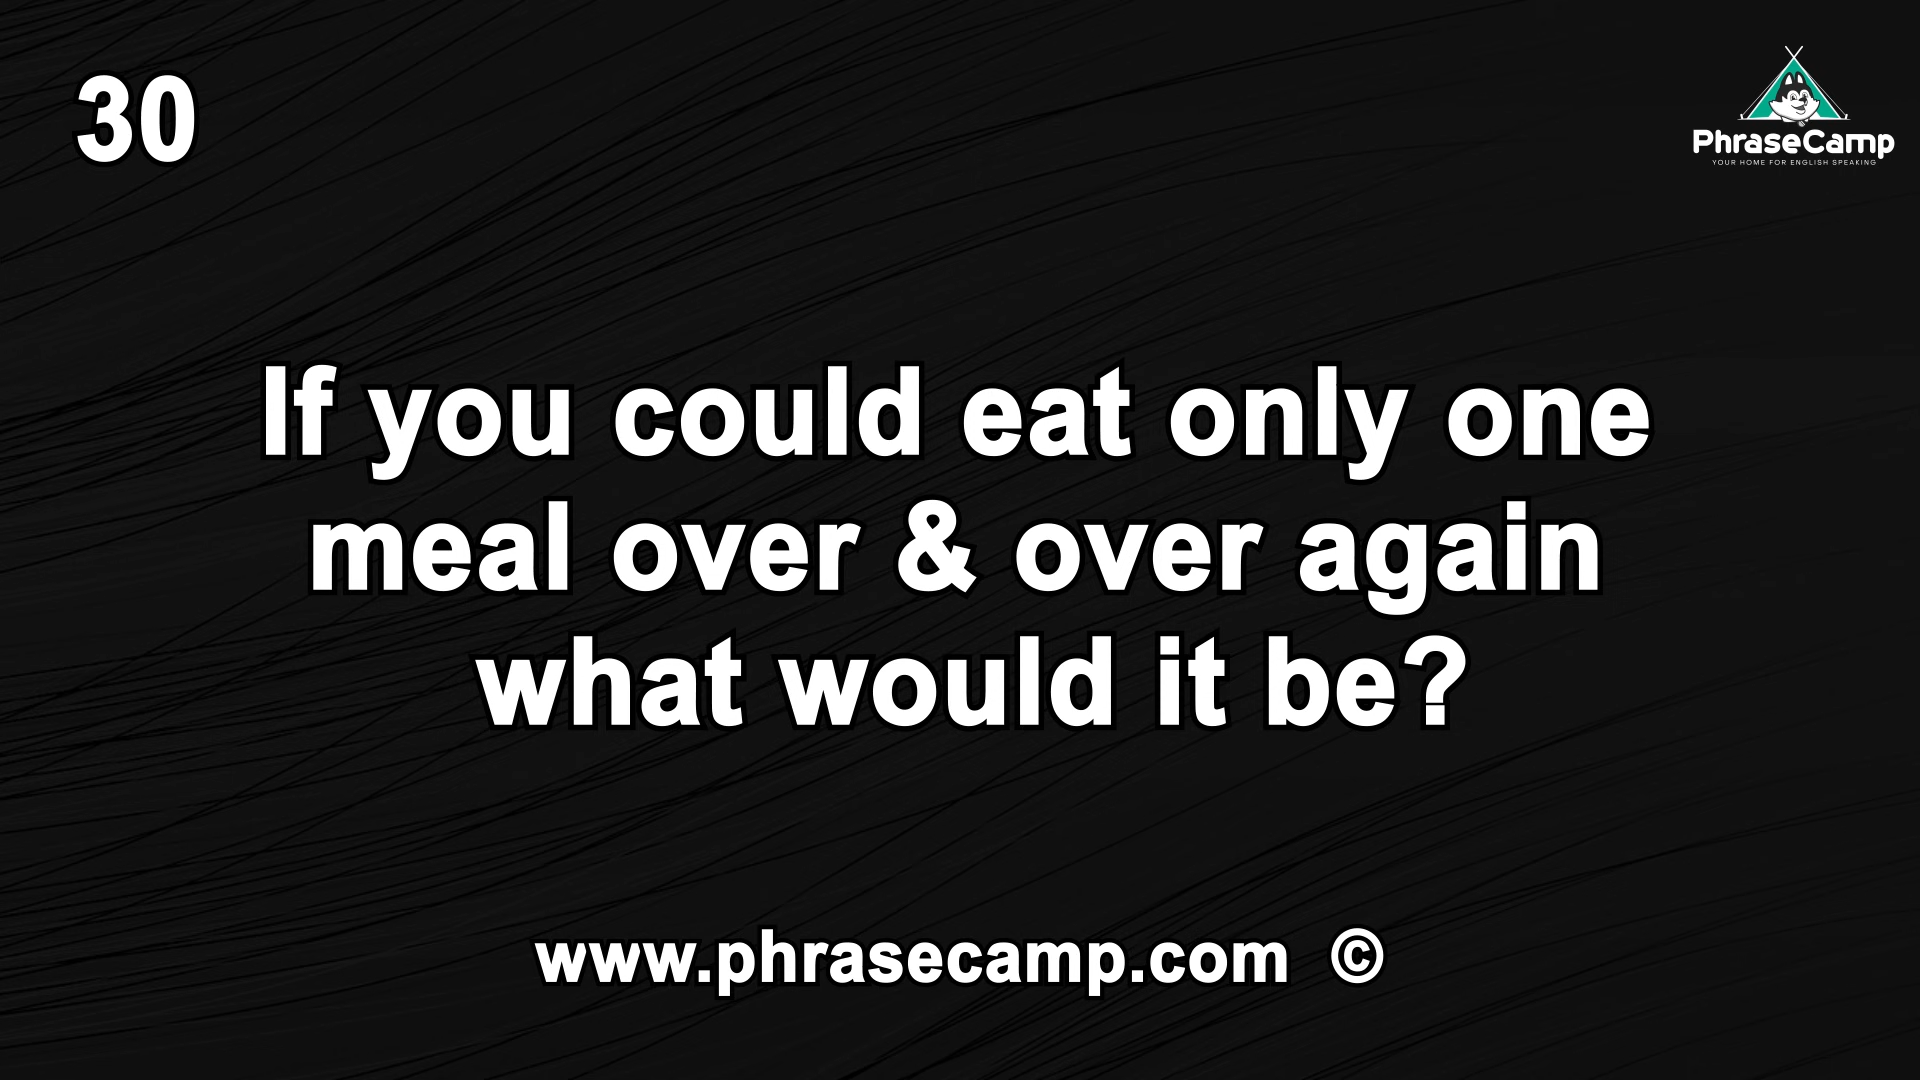 30
PhraseCamp
YOUR HOME FOR ENGLISH SPEAKING
If you could eat only one
meal over & over again
what would it be?
www.phrasecamp.com ©